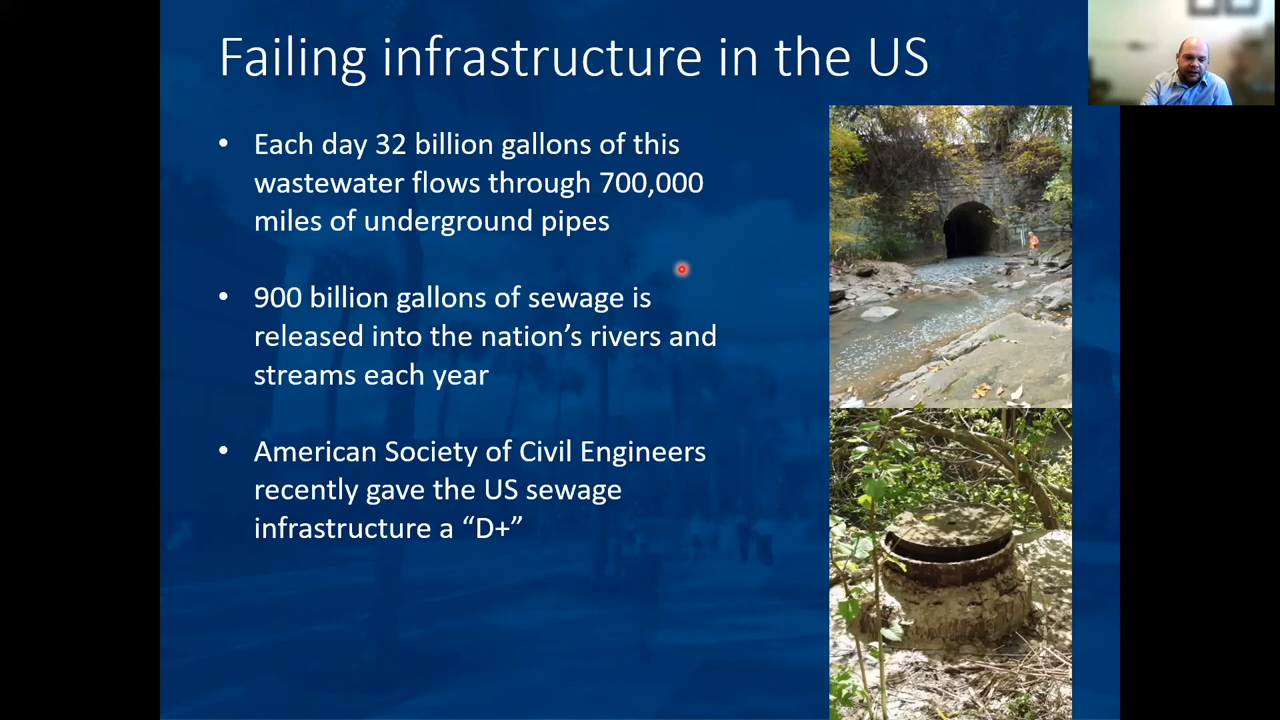 Failing infrastructure in the US
• Each day 32 billion gallons of this
wastewater flows through 700,000
miles of underground pipes
• 900 billion gallons of sewage is
released into the nation’s rivers and
streams each year
• American Society of Civil Engineers
recently gave the US sewage
infrastructure a “D+”